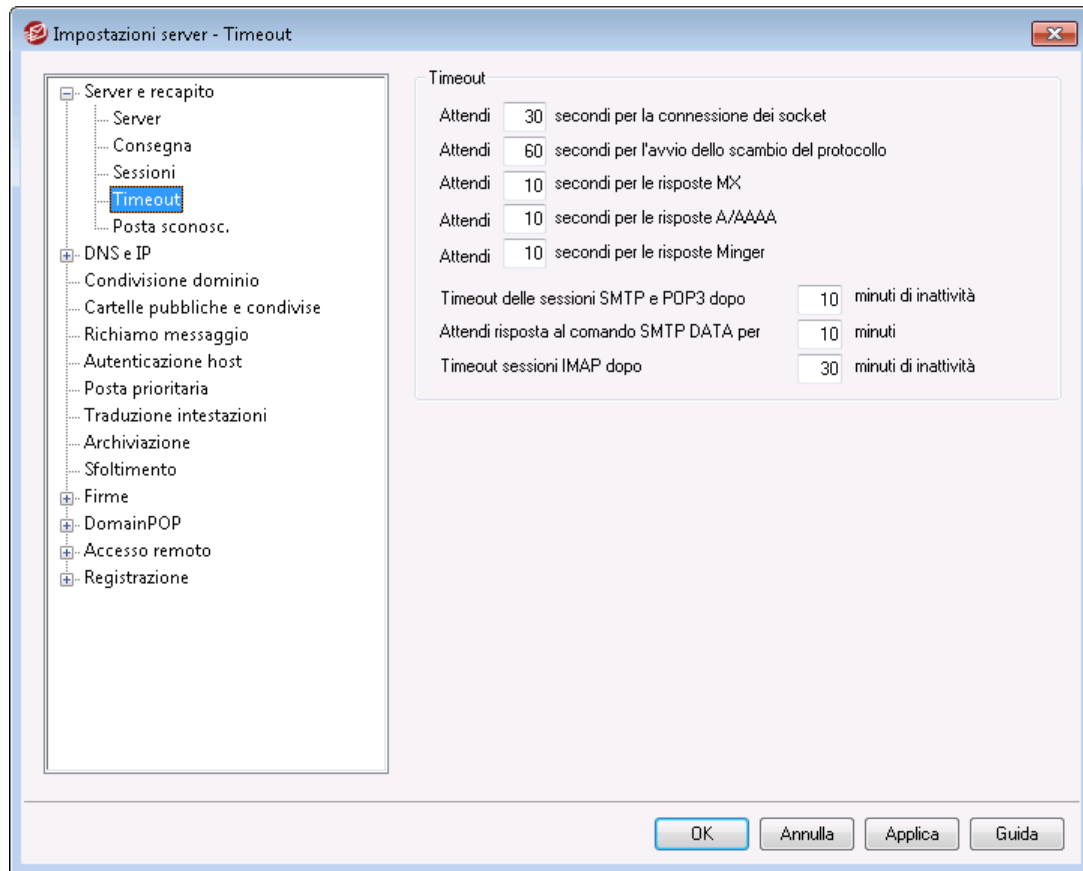 Impostazioni server - Timeout
Server e recapito
Server
Consegna
Sessioni
Timeout
Posta sconosc.
DNS e IP
Condivisione dominio
Cartelle pubbliche e condivise
Richiamo messaggio
Autenticazione host
Posta prioritaria
Traduzione intestazioni
Archiviazione
Sfoltimento
Firme
DomainPOP
Accesso remoto
Registrazione
Timeout
Attendi 30 secondi per la connessione dei socket
Attendi 60 secondi per l'avvio dello scambio del protocollo
Attendi 10 secondi per le risposte MX
Attendi 10 secondi per le risposte A/AAAA
Attendi 10 secondi per le risposte Minger
Timeout delle sessioni SMTP e POP3 dopo 10 minuti di inattività
Attendi risposta al comando SMTP DATA per 10 minuti
Timeout sessioni IMAP dopo 30 minuti di inattività
OK Annulla Applica Guida